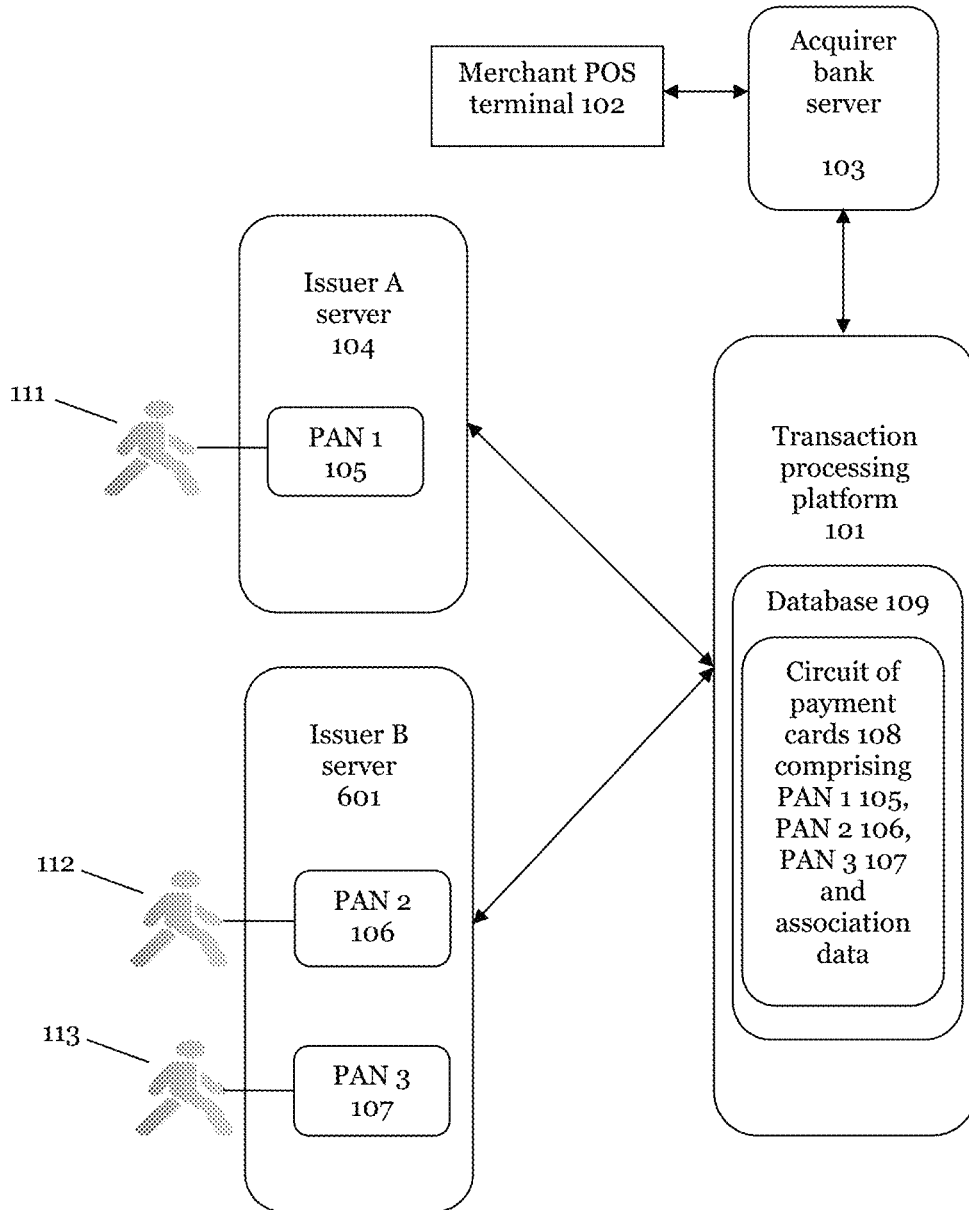 Merchant POS
terminal 102
Acquirer
bank
server
103
Issuer A
server
104
111
PAN 1
105
Transaction
processing
platform
101
Database 109
Circuit of
payment
cards 108
comprising
PAN 1 105,
PAN 2 106,
PAN 3 107
and
association
data
Issuer B
server
601
112
PAN 2
106
113
PAN 3
107